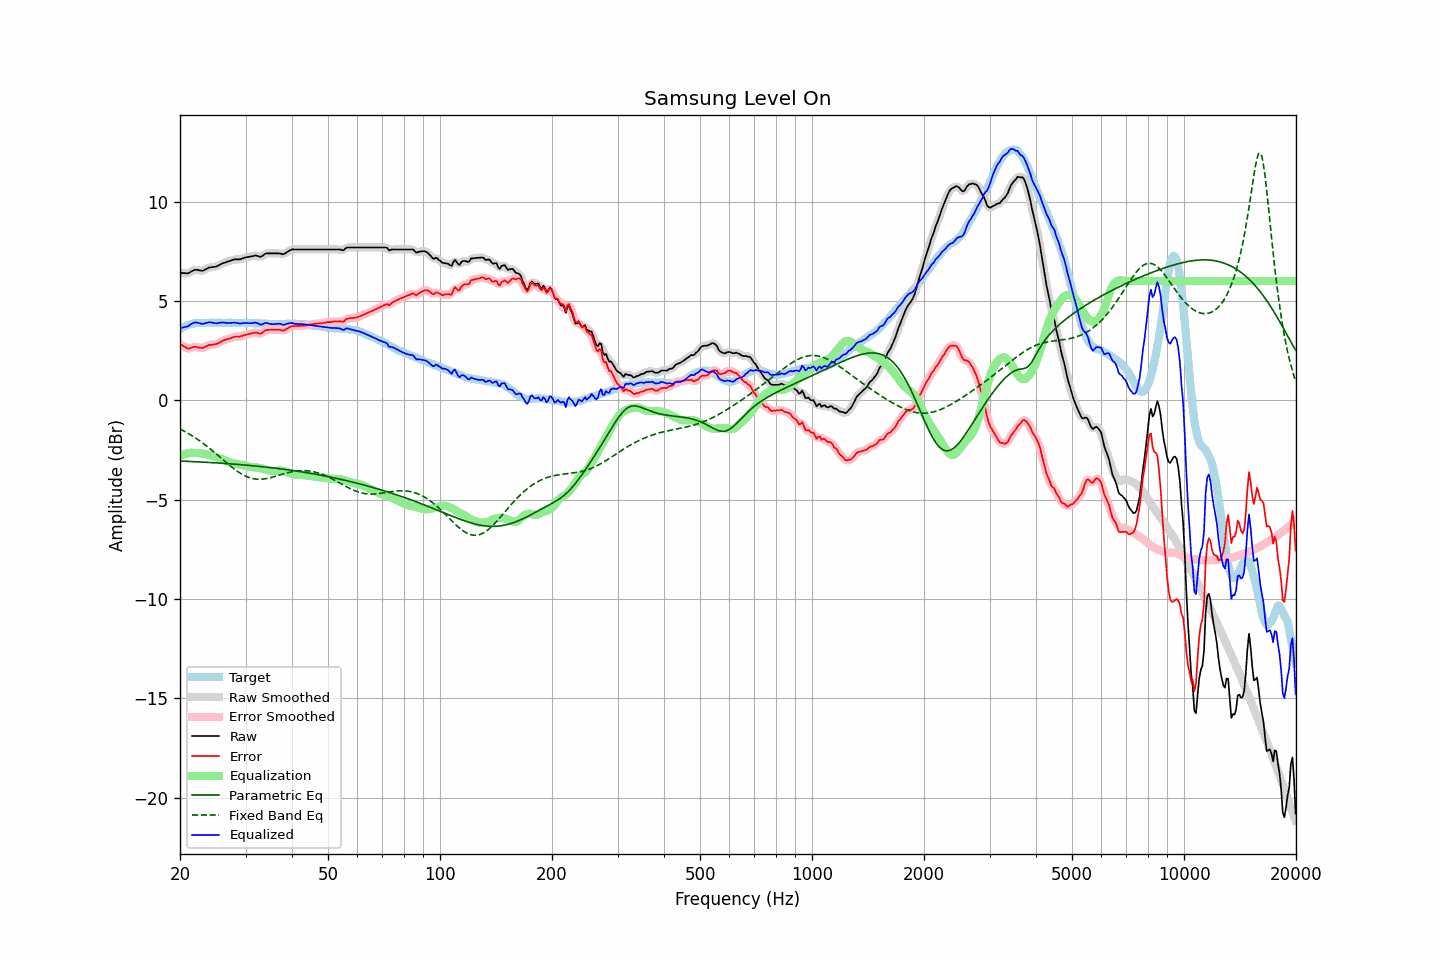 Samsung Level On
Amplitude (dBr)
10
5
0
−5
−10
−15
−20
Target
Raw Smoothed
Error Smoothed
Raw
Error
Equalization
Parametric Eq
Fixed Band Eq
Equalized
20 50 100 200 500 1000 2000 5000 10000 20000
Frequency (Hz)